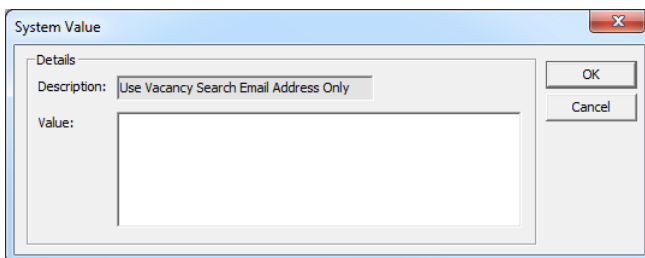 System Value
Details
Description: Use Vacancy Search Email Address Only
Value:
OK
Cancel